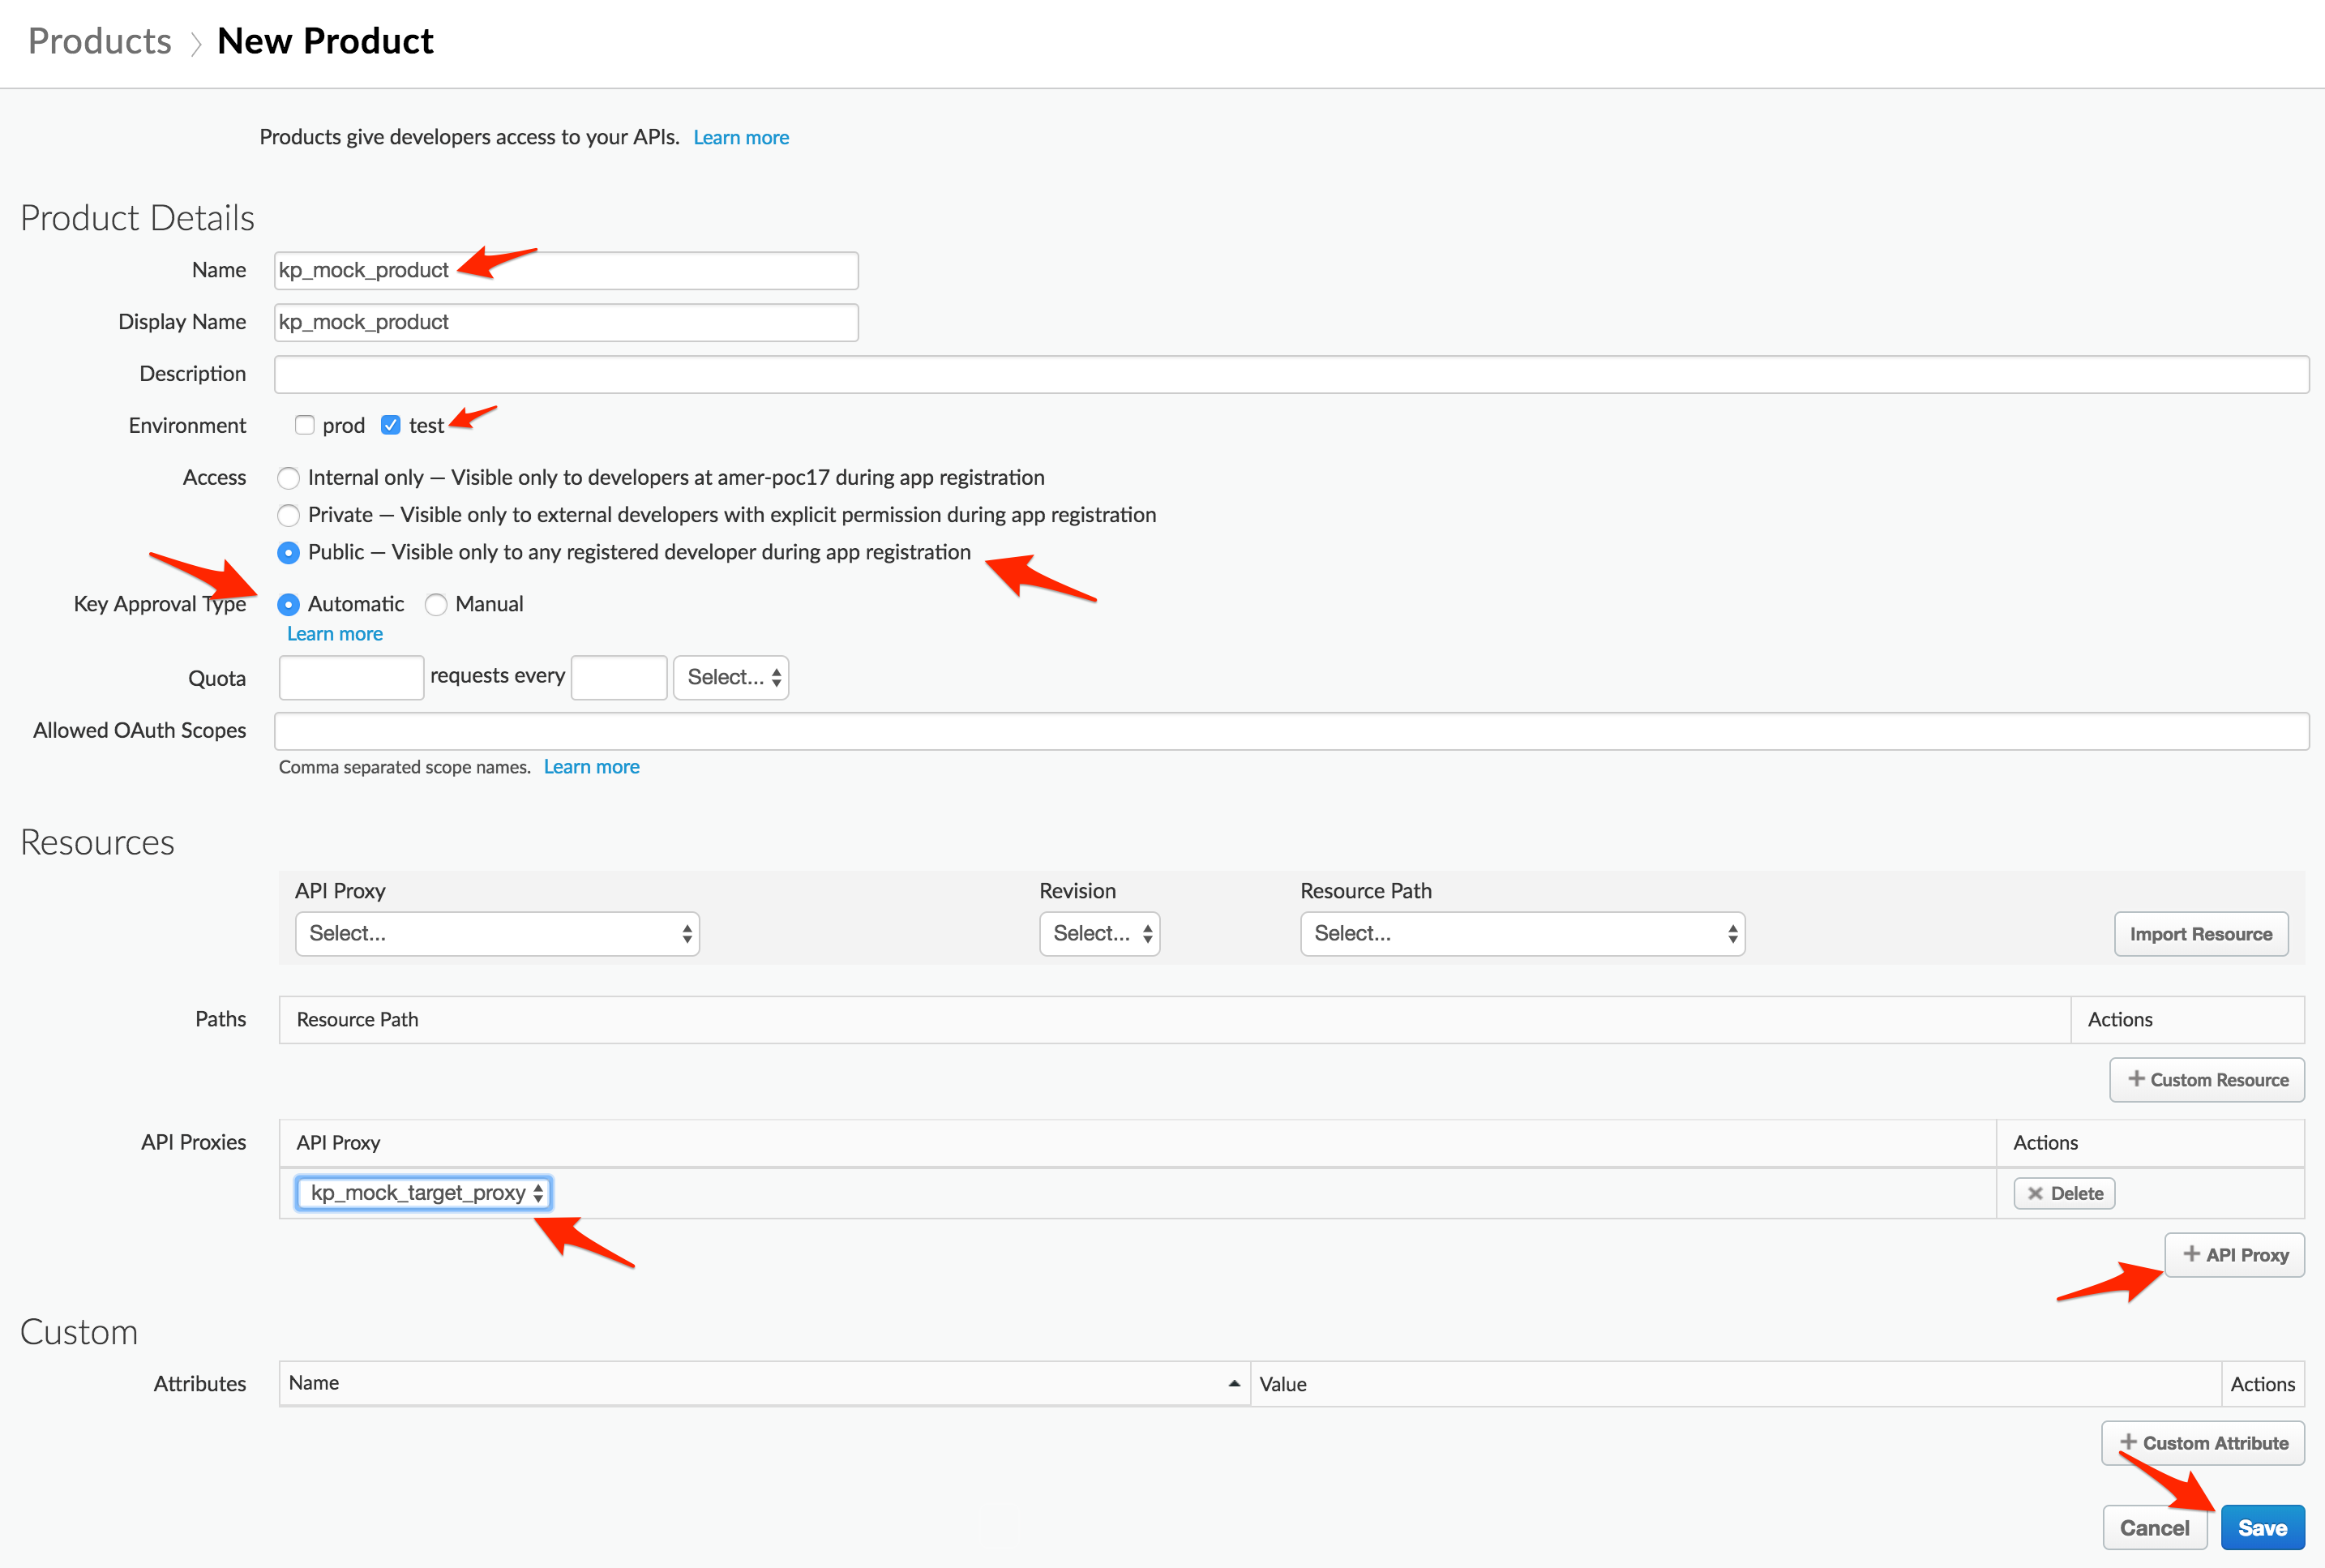 Products > New Product
Products give developers access to your APIs. Learn more
Product Details
Name kp_mock_product
Display Name kp_mock_product
Description
Environment prod test
Access Internal only — Visible only to developers at amer-poc17 during app registration
Private — Visible only to external developers with explicit permission during app registration
Public — Visible only to any registered developer during app registration
Key Approval Type Automatic Manual
Learn more
Quota requests every Select...
Allowed OAuth Scopes
Comma separated scope names. Learn more
Resources
API Proxy Revision Resource Path
Select... Select... Select... Import Resource
Paths Resource Path Actions
+ Custom Resource
API Proxies API Proxy Actions
kp_mock_target_proxy × Delete
+ API Proxy
Custom
Attributes Name Value Actions
+ Custom Attribute
Cancel Save